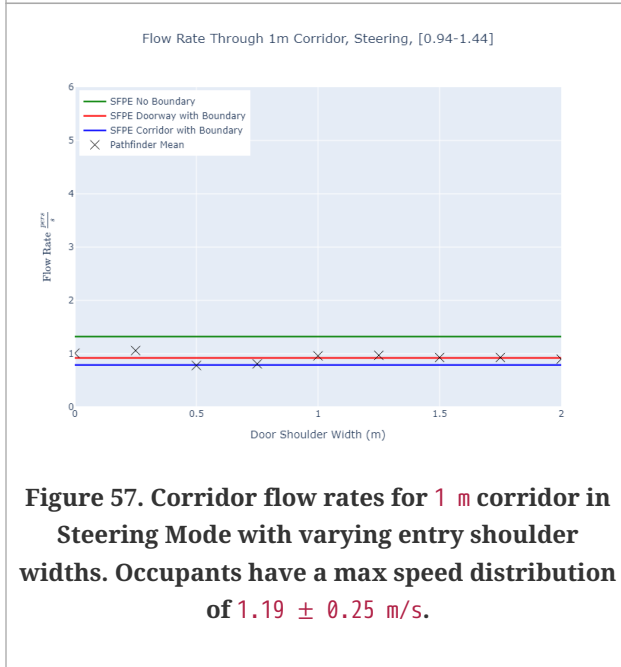 Flow Rate Through 1m Corridor, Steering, [0.94-1.44]
SFPE No Boundary
SFPE Doorway with Boundary
SFPE Corridor with Boundary
Pathfinder Mean
Flow Rate pers/s
6
5
4
3
2
1
0
0
0.5
1
1.5
2
Door Shoulder Width (m)
Figure 57. Corridor flow rates for 1 m corridor in
Steering Mode with varying entry shoulder
widths. Occupants have a max speed distribution
of 1.19 ± 0.25 m/s.